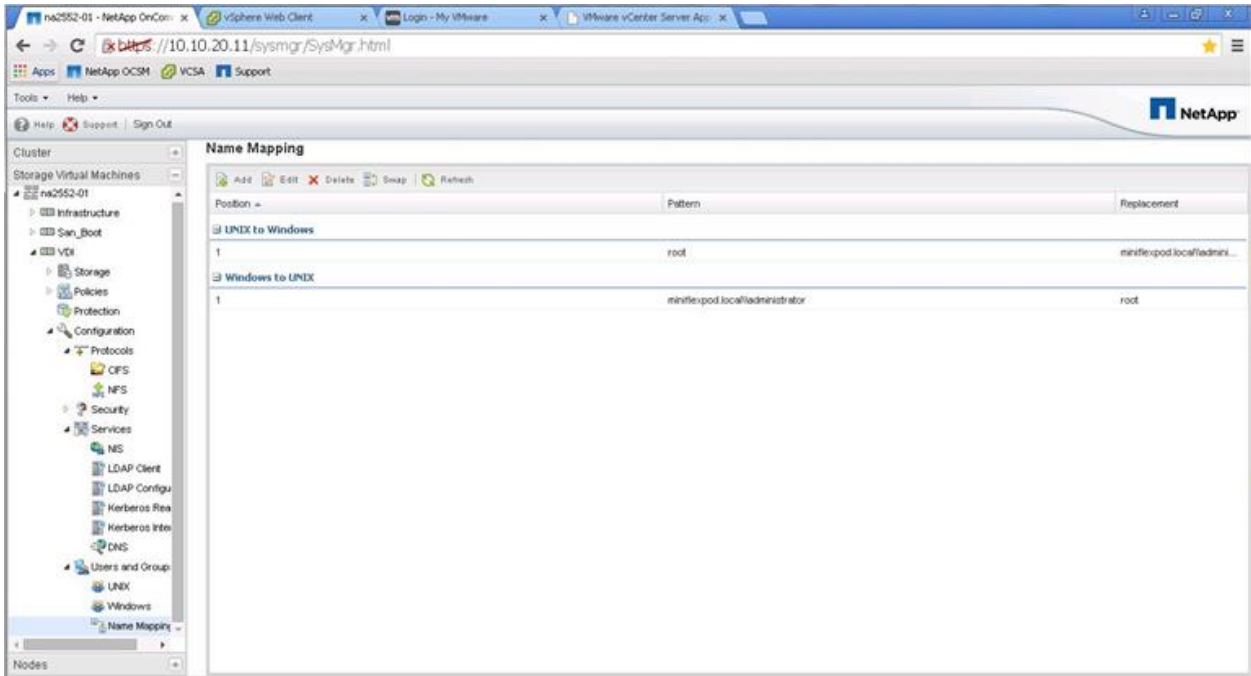 na2552-01 - NetApp OnCom
vSphere Web Client
Login - My VMware
VMware vCenter Server App
https://10.10.20.11/sysmgr/SysMgr.html
Apps NetApp OCSM VCSA Support
Tools Help
NetApp
Help Support Sign Out
Cluster
Name Mapping
Storage Virtual Machines
Add Edit Delete Swap Refresh
na2552-01
Position Pattern Replacement
Infrastructure
San_Boot
UNIX to Windows
VDI
1 root miniflexpod.local\\admini...
Storage
Windows to UNIX
Policies
1 miniflexpod.local\\administrator root
Protection
Configuration
Protocols
CIFS
NFS
Security
Services
NIS
LDAP Client
LDAP Configu
Kerberos Rea
Kerberos Inter
DNS
Users and Group
UNIX
Windows
Name Mapping
Nodes